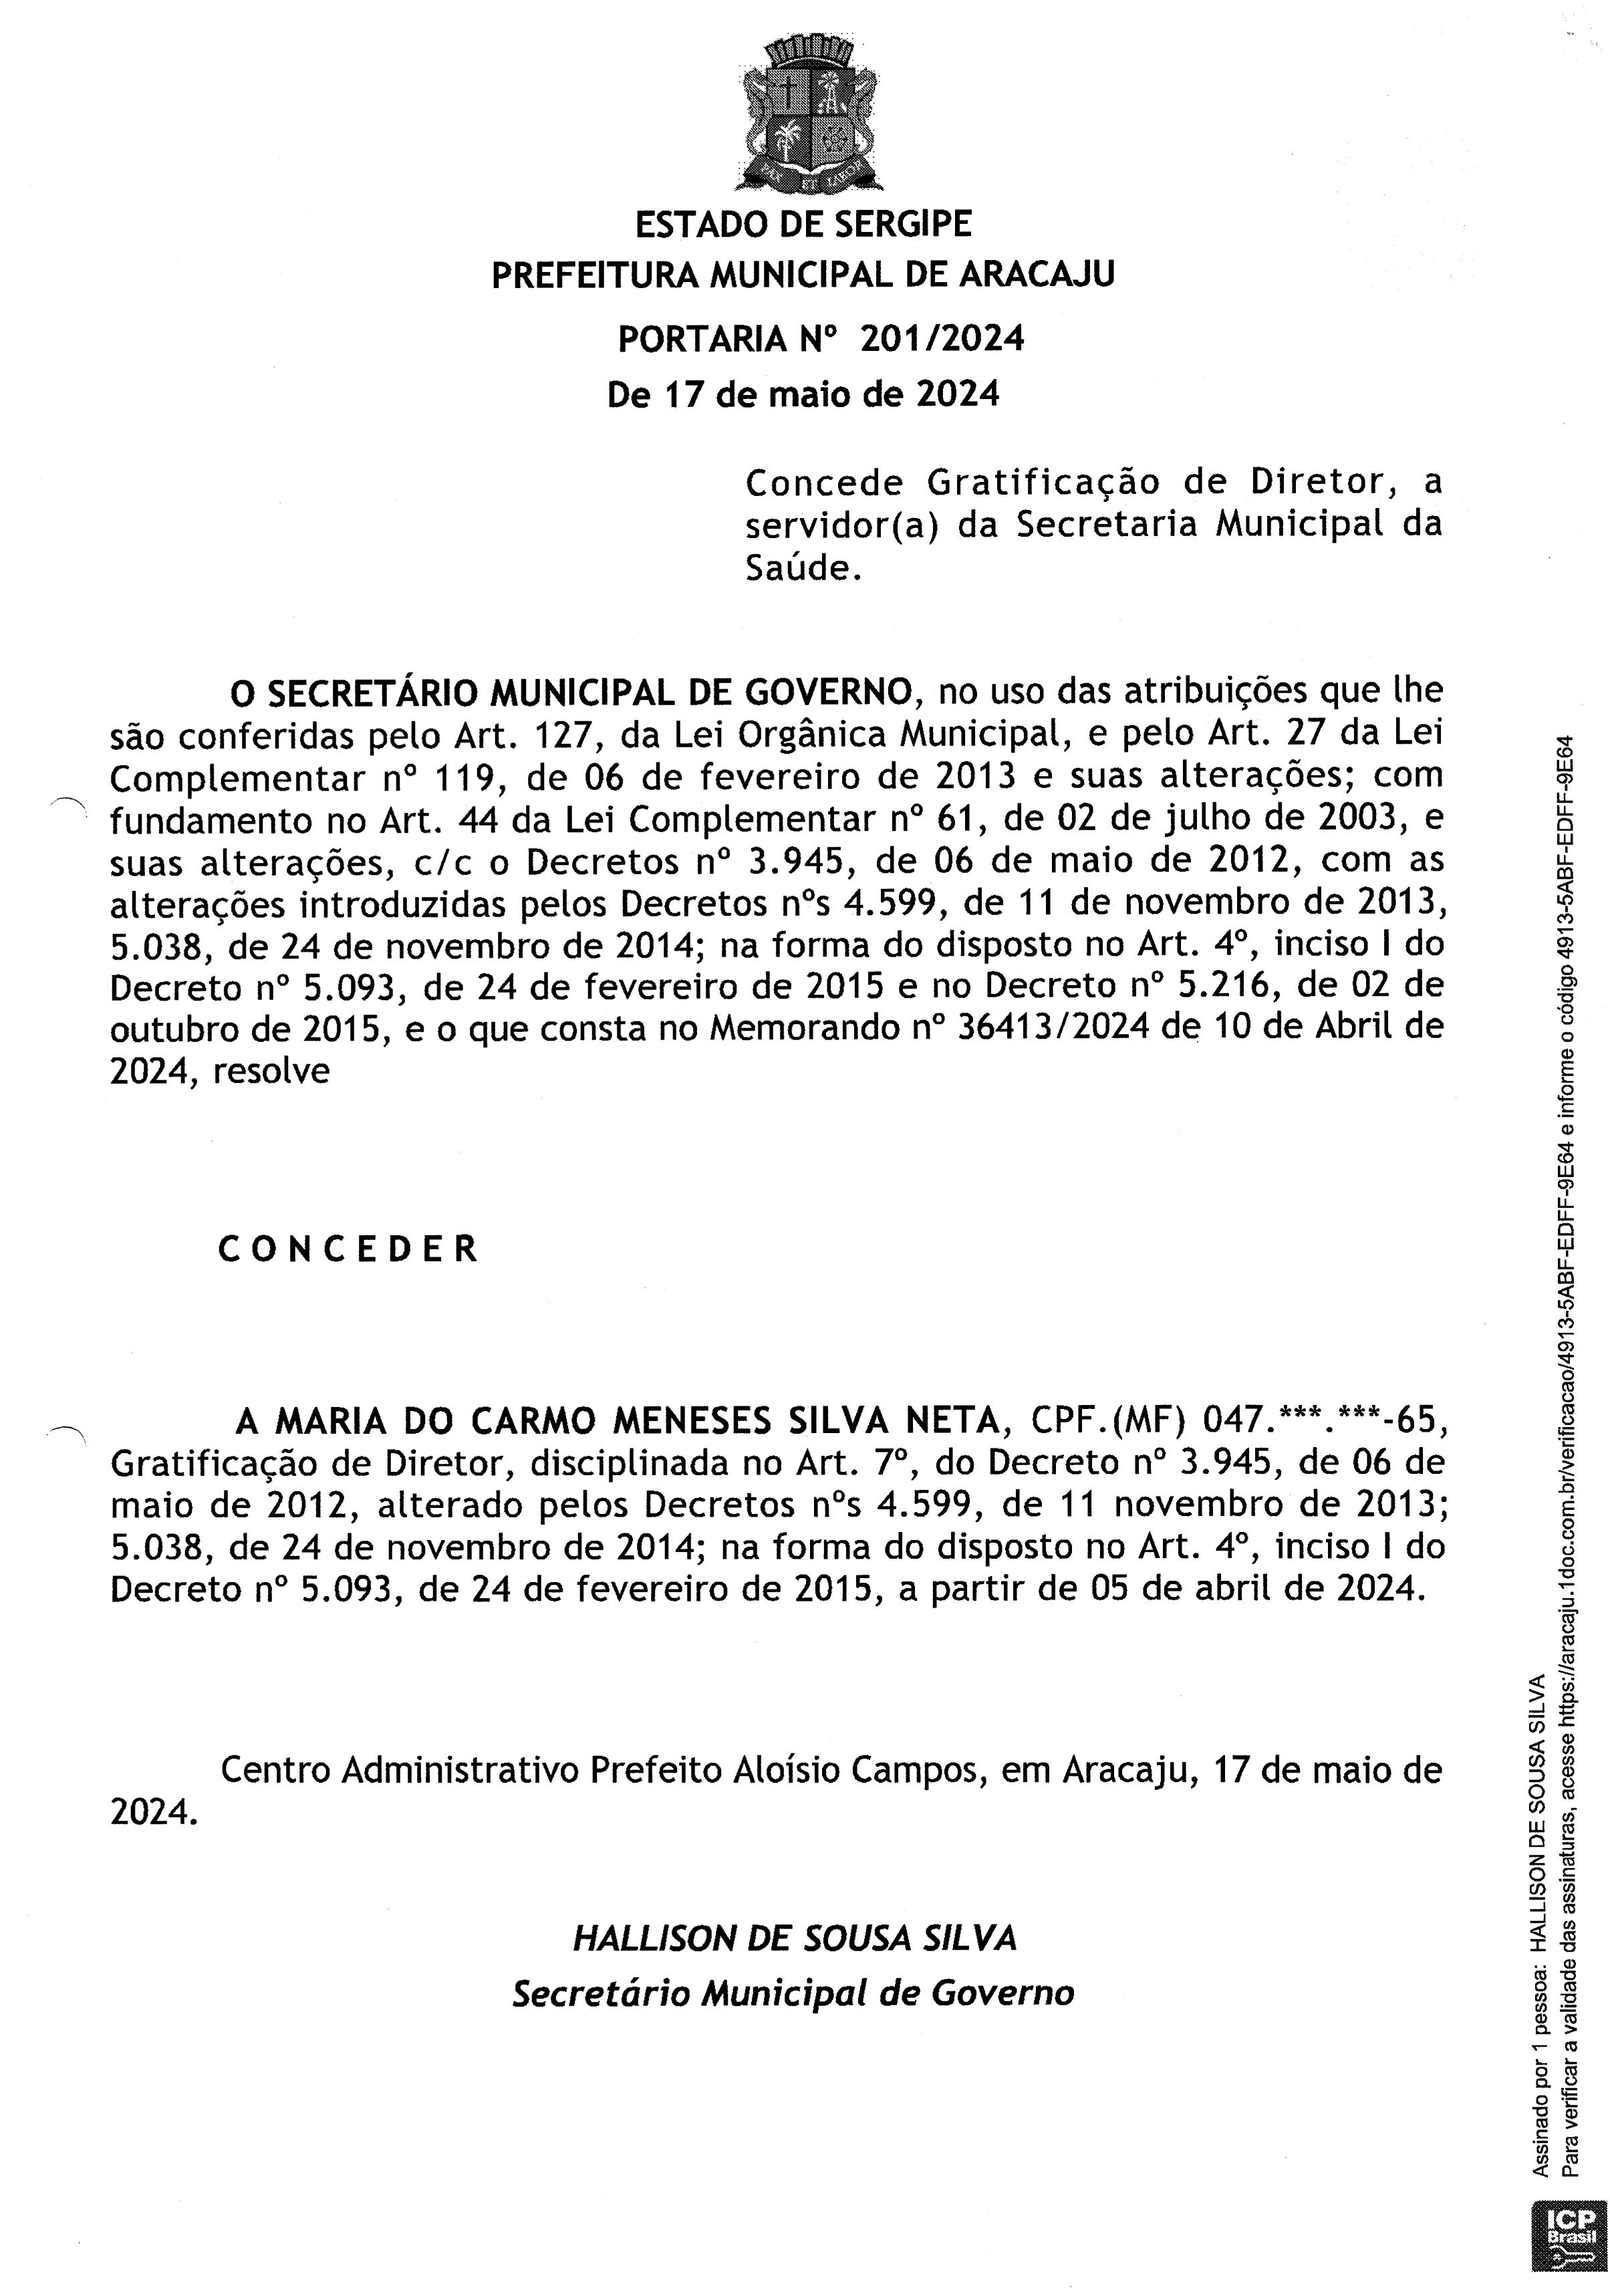 PAX ET LABOR
ESTADO DE SERGIPE
PREFEITURA MUNICIPAL DE ARACAJU
PORTARIA Nº 201/2024
De 17 de maio de 2024
Concede Gratificação de Diretor, a
servidor(a) da Secretaria Municipal da
Saúde.
O SECRETÁRIO MUNICIPAL DE GOVERNO, no uso das atribuições que lhe
são conferidas pelo Art. 127, da Lei Orgânica Municipal, e pelo Art. 27 da Lei
Complementar nº 119, de 06 de fevereiro de 2013 e suas alterações; com
fundamento no Art. 44 da Lei Complementar nº 61, de 02 de julho de 2003, e
suas alterações, c/c o Decretos nº 3.945, de 06 de maio de 2012, com as
alterações introduzidas pelos Decretos nºs 4.599, de 11 de novembro de 2013,
5.038, de 24 de novembro de 2014; na forma do disposto no Art. 4º, inciso I do
Decreto nº 5.093, de 24 de fevereiro de 2015 e no Decreto nº 5.216, de 02 de
outubro de 2015, e o que consta no Memorando nº 36413/2024 de 10 de Abril de
2024, resolve
C O N C E D E R
A MARIA DO CARMO MENESES SILVA NETA, CPF.(MF) 047.***.***-65,
Gratificação de Diretor, disciplinada no Art. 7º, do Decreto nº 3.945, de 06 de
maio de 2012, alterado pelos Decretos nºs 4.599, de 11 novembro de 2013;
5.038, de 24 de novembro de 2014; na forma do disposto no Art. 4º, inciso I do
Decreto nº 5.093, de 24 de fevereiro de 2015, a partir de 05 de abril de 2024.
Centro Administrativo Prefeito Aloísio Campos, em Aracaju, 17 de maio de
2024.
HALLISON DE SOUSA SILVA
Secretário Municipal de Governo
Assinado por 1 pessoa: HALLISON DE SOUSA SILVA
Para verificar a validade das assinaturas, acesse https://aracaju.1doc.com.br/verificacao/4913-5ABF-EDFF-9E64 e informe o código 4913-5ABF-EDFF-9E64
ICP
Brasil